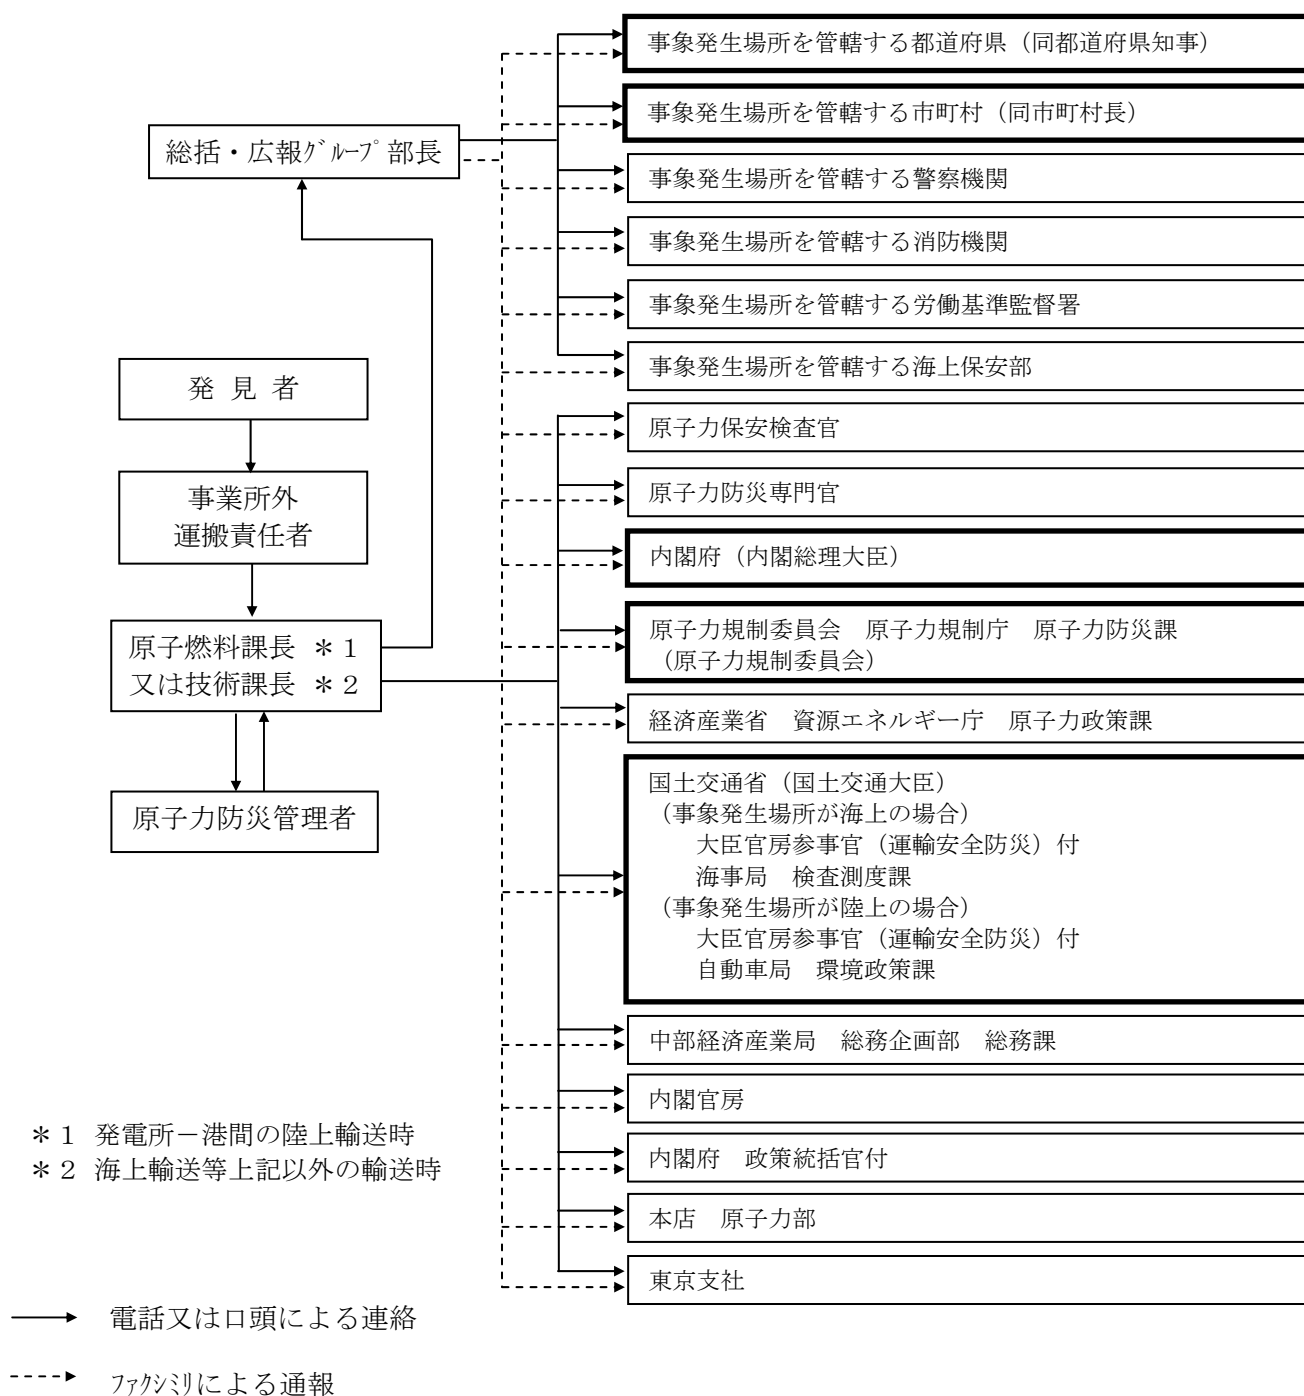 事象発生場所を管轄する都道府県（同都道府県知事）
事象発生場所を管轄する市町村（同市町村長）
総括・広報ｸﾞﾙｰﾌﾟ部長
事象発生場所を管轄する警察機関
事象発生場所を管轄する消防機関
事象発生場所を管轄する労働基準監督署
事象発生場所を管轄する海上保安部
発 見 者
原子力保安検査官
事業所外
運搬責任者
原子力防災専門官
内閣府（内閣総理大臣）
原子燃料課長 ＊１
又は技術課長 ＊２
原子力規制委員会　原子力規制庁　原子力防災課
（原子力規制委員会）
経済産業省　資源エネルギー庁　原子力政策課
原子力防災管理者
国土交通省（国土交通大臣）
（事象発生場所が海上の場合）
大臣官房参事官（運輸安全防災）付
海事局　検査測度課
（事象発生場所が陸上の場合）
大臣官房参事官（運輸安全防災）付
自動車局　環境政策課
中部経済産業局　総務企画部　総務課
内閣官房
内閣府　政策統括官付
本店　原子力部
東京支社
＊１ 発電所－港間の陸上輸送時
＊２ 海上輸送等上記以外の輸送時
電話又は口頭による連絡
ﾌｧｸｼﾐﾘによる通報